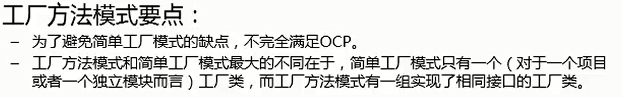 工厂方法模式要点：
– 为了避免简单工厂模式的缺点，不完全满足OCP。
– 工厂方法模式和简单工厂模式最大的不同在于，简单工厂模式只有一个（对于一个项目
或者一个独立模块而言）工厂类，而工厂方法模式有一组实现了相同接口的工厂类。